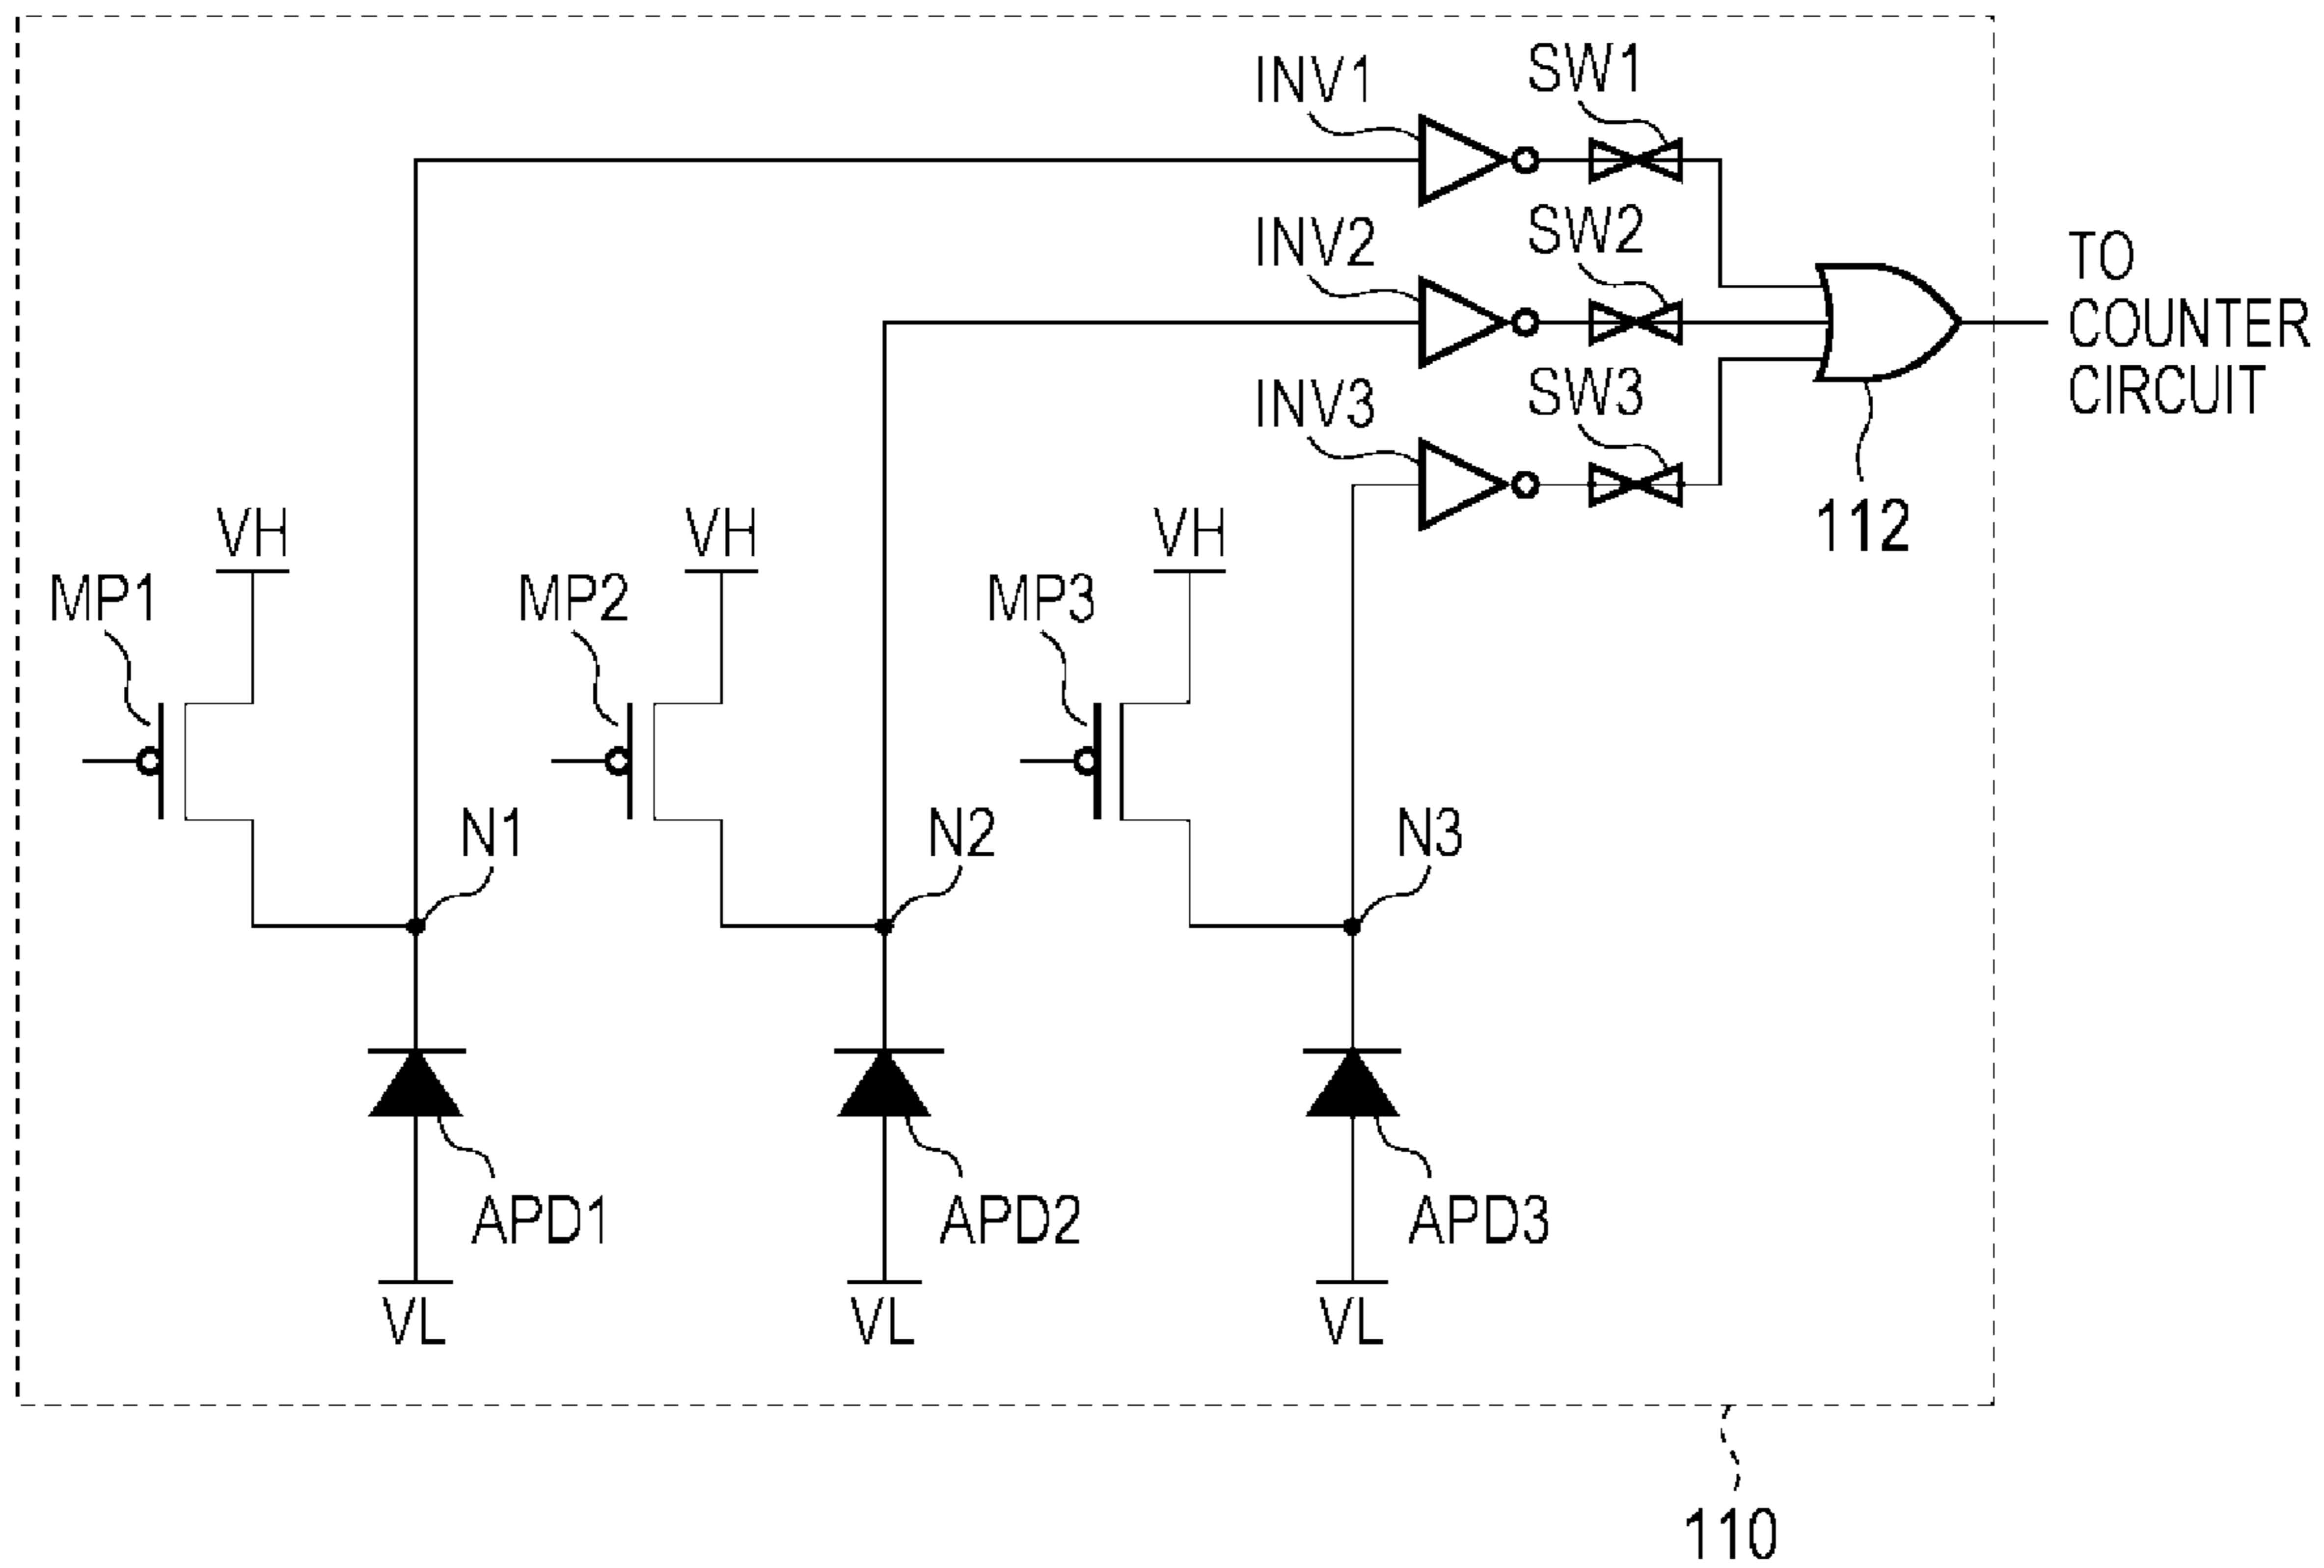 INV1
SW1
INV2
SW2
TO
COUNTER
CIRCUIT
INV3
SW3
112
VH
VH
VH
MP1
MP2
MP3
N1
N2
N3
APD1
APD2
APD3
VL
VL
VL
110